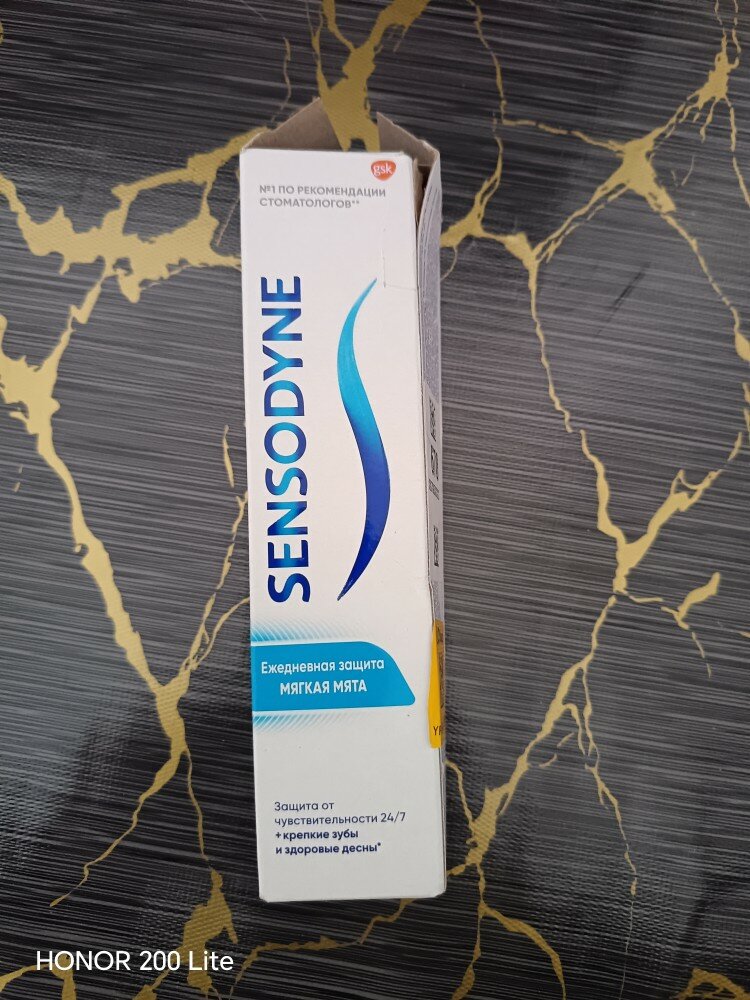 gsk
№1 ПО РЕКОМЕНДАЦИИ
СТОМАТОЛОГОВ**
SENSODYNE
Ежедневная защита
МЯГКАЯ МЯТА
Защита от
чувствительности 24/7
+крепкие зубы
и здоровые десны*
HONOR 200 Lite